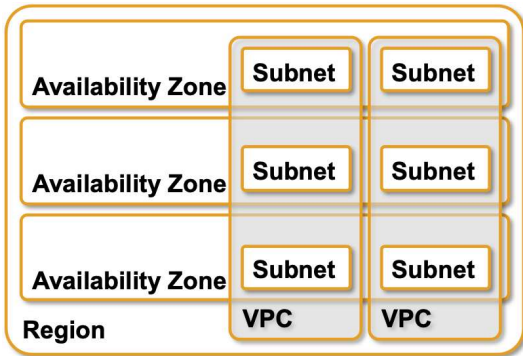 Subnet Subnet
Availability Zone
Subnet Subnet
Availability Zone
Subnet Subnet
Availability Zone
VPC VPC
Region